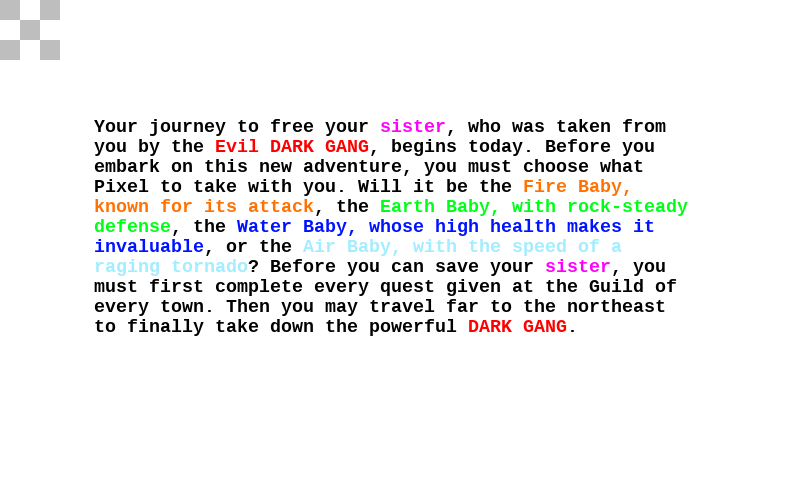 Your journey to free your sister, who was taken from
you by the Evil DARK GANG, begins today. Before you
embark on this new adventure, you must choose what
Pixel to take with you. Will it be the Fire Baby,
known for its attack, the Earth Baby, with rock-steady
defense, the Water Baby, whose high health makes it
invaluable, or the Air Baby, with the speed of a
raging tornado? Before you can save your sister, you
must first complete every quest given at the Guild of
every town. Then you may travel far to the northeast
to finally take down the powerful DARK GANG.